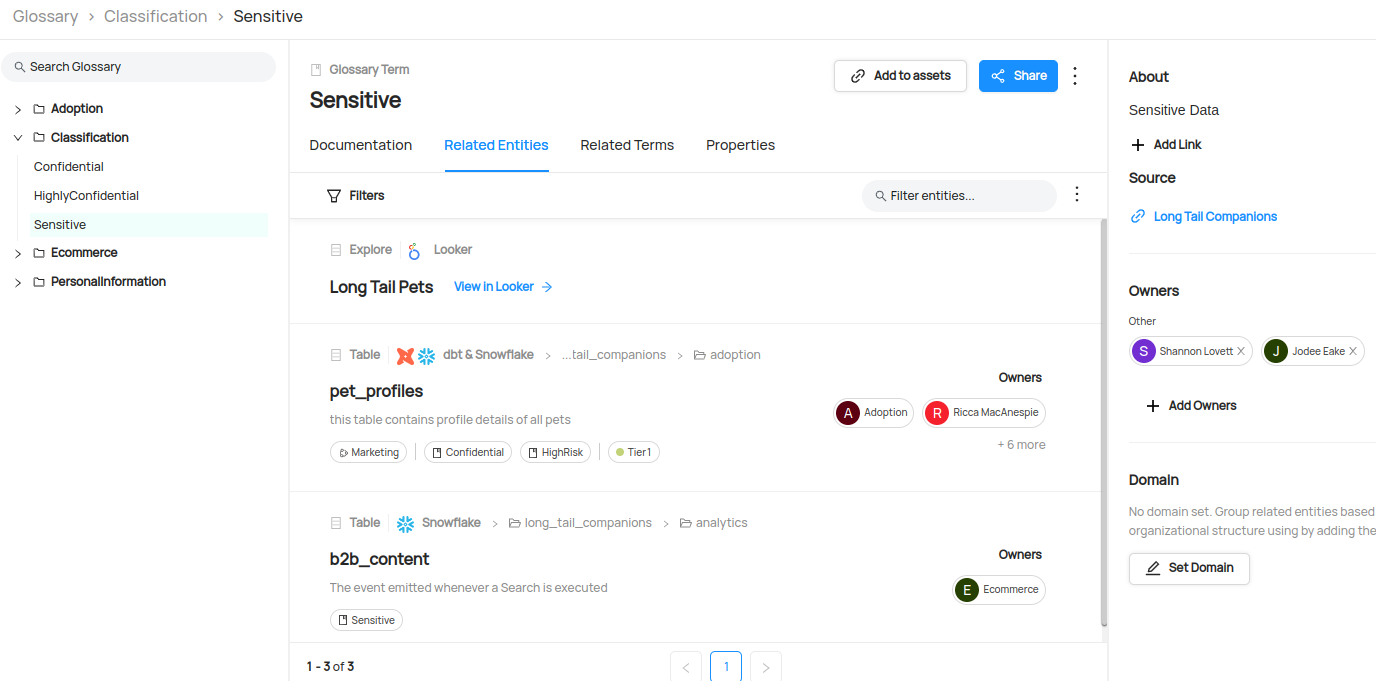 Glossary > Classification > Sensitive
Search Glossary
Adoption
Classification
Confidential
HighlyConfidential
Sensitive
Ecommerce
PersonalInformation
Glossary Term
Sensitive
Add to assets
Share
Documentation
Related Entities
Related Terms
Properties
Filters
Filter entities...
Explore
Looker
Long Tail Pets
View in Looker
Table
dbt & Snowflake > ...tail_companions > adoption
pet_profiles
this table contains profile details of all pets
Marketing
Confidential
HighRisk
Tier1
Owners
A Adoption
R Ricca MacAnespie
+ 6 more
Table
Snowflake > long_tail_companions > analytics
b2b_content
The event emitted whenever a Search is executed
Sensitive
Owners
E Ecommerce
1 - 3 of 3
< 1 >
About
Sensitive Data
Add Link
Source
Long Tail Companions
Owners
Other
S Shannon Lovett
J Jodee Eake
Add Owners
Domain
No domain set. Group related entities based
organizational structure using by adding the
Set Domain